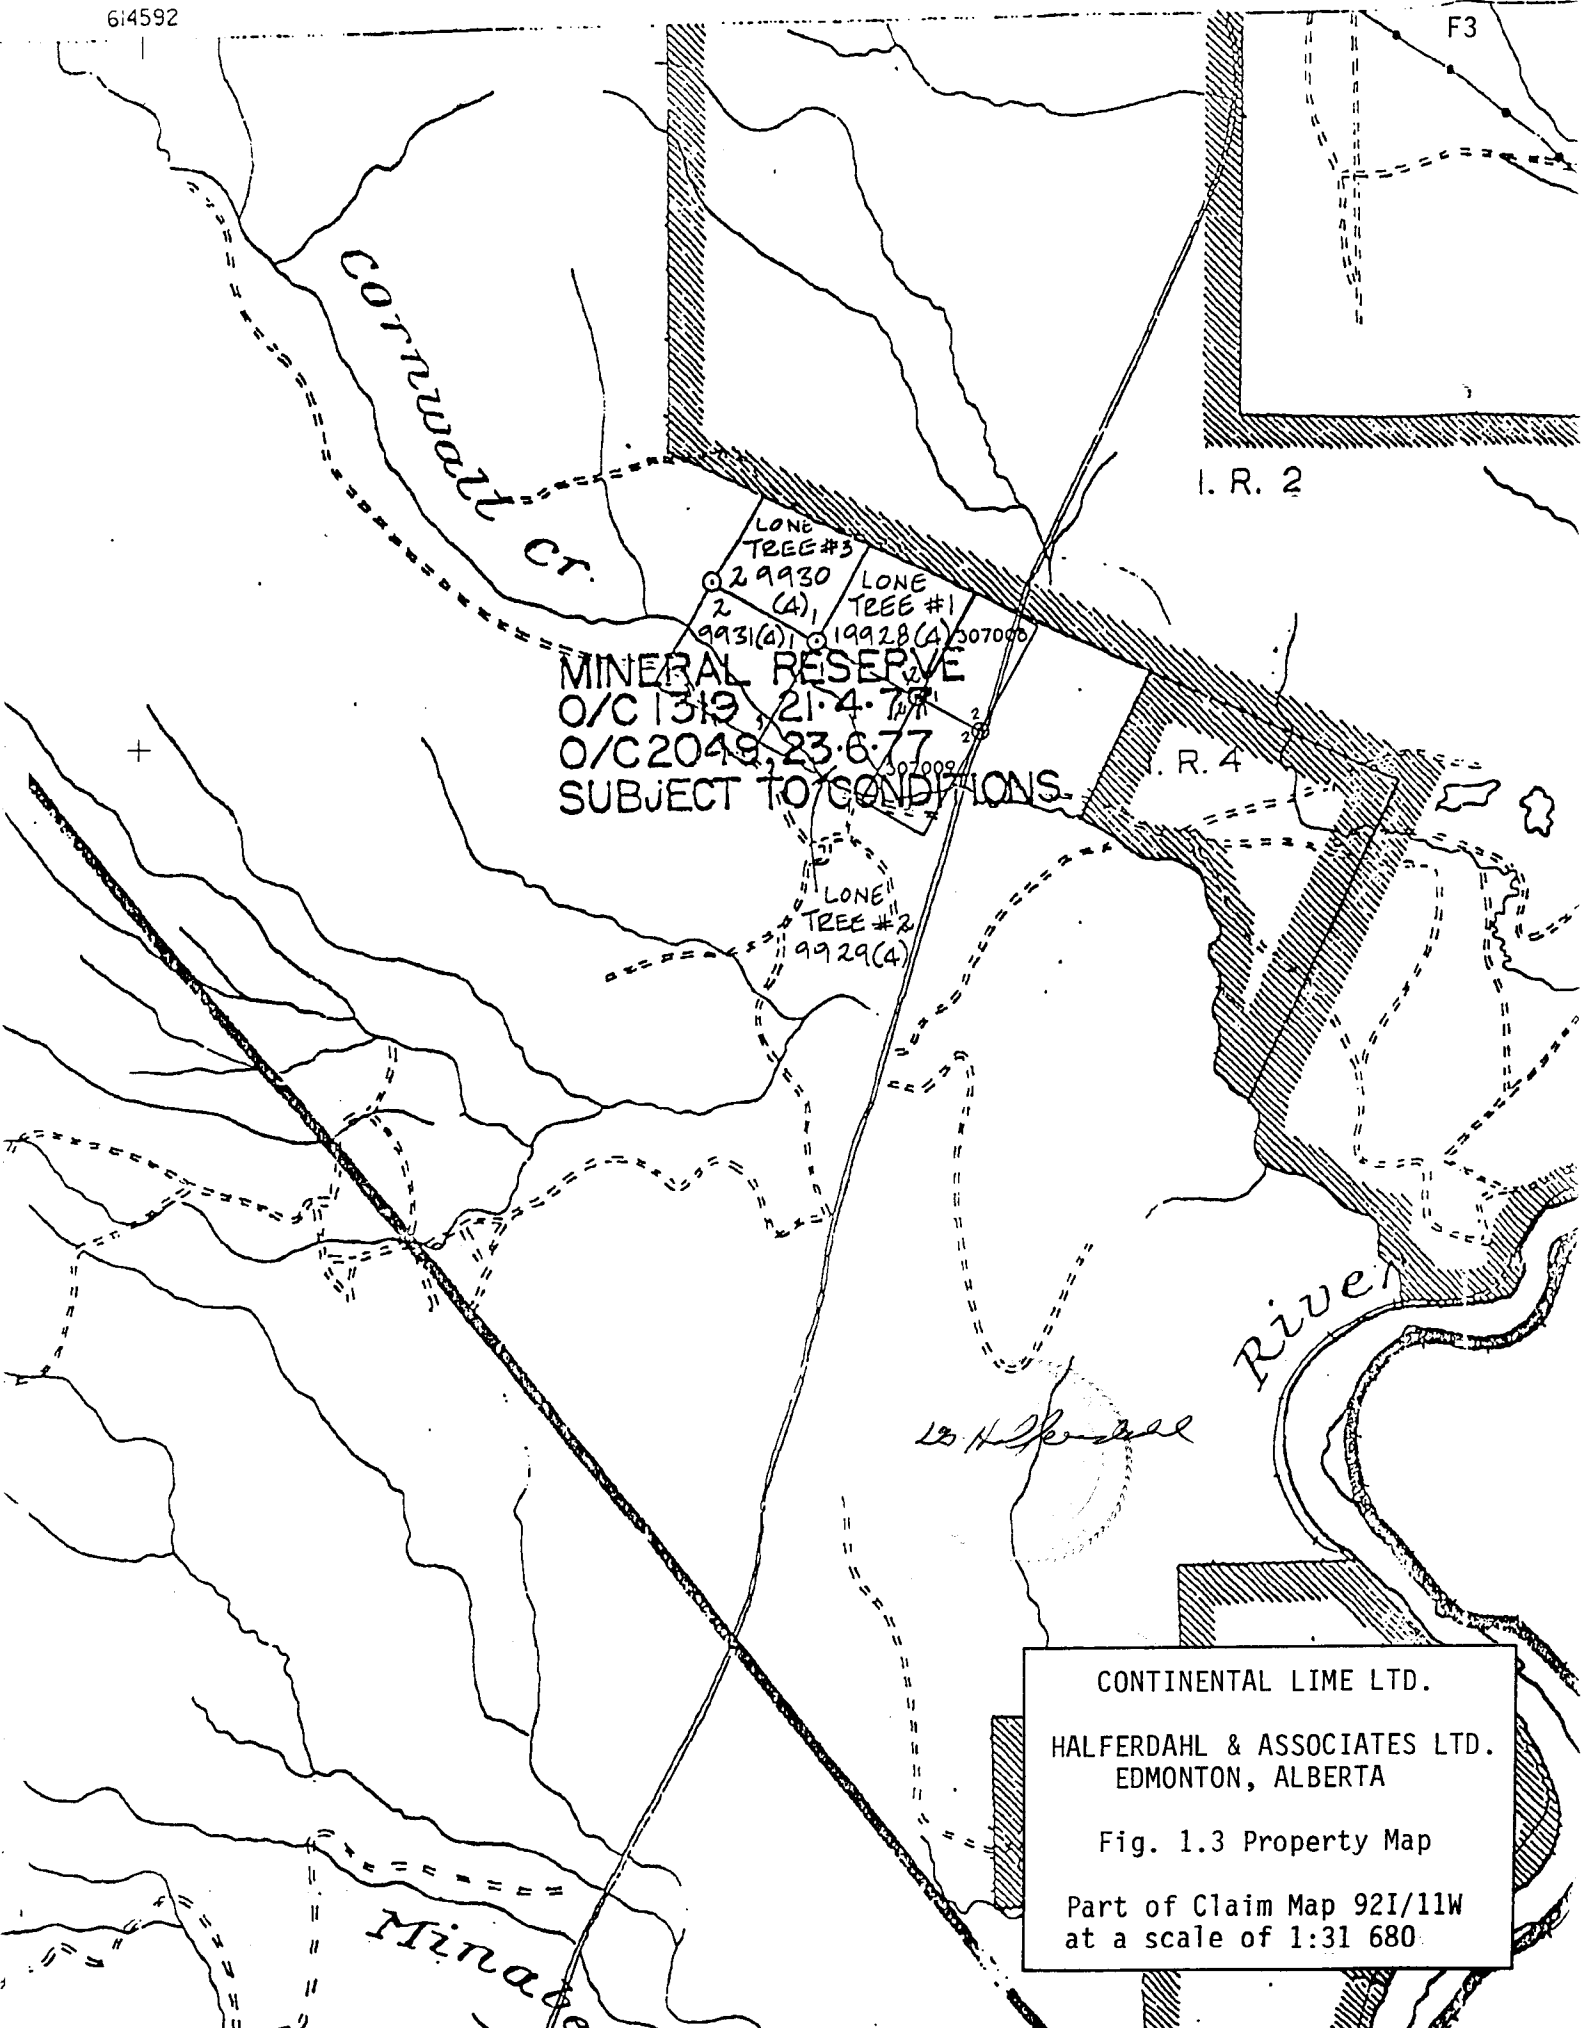 614592
F3
Cornwall Cr.
I. R. 2
LONE
TREE #3
2 9930
(4)
2
9931(4)
LONE
TREE #1
19928(4)
307008
MINERAL RESERVE
O/C 1319, 21·4·77
O/C 2049, 23·6·77
SUBJECT TO CONDITIONS
307009
2
2
. R. 4
LONE
TREE #2
9929(4)
River
CONTINENTAL LIME LTD.
HALFERDAHL & ASSOCIATES LTD.
EDMONTON, ALBERTA
Fig. 1.3 Property Map
Part of Claim Map 92I/11W
at a scale of 1:31 680